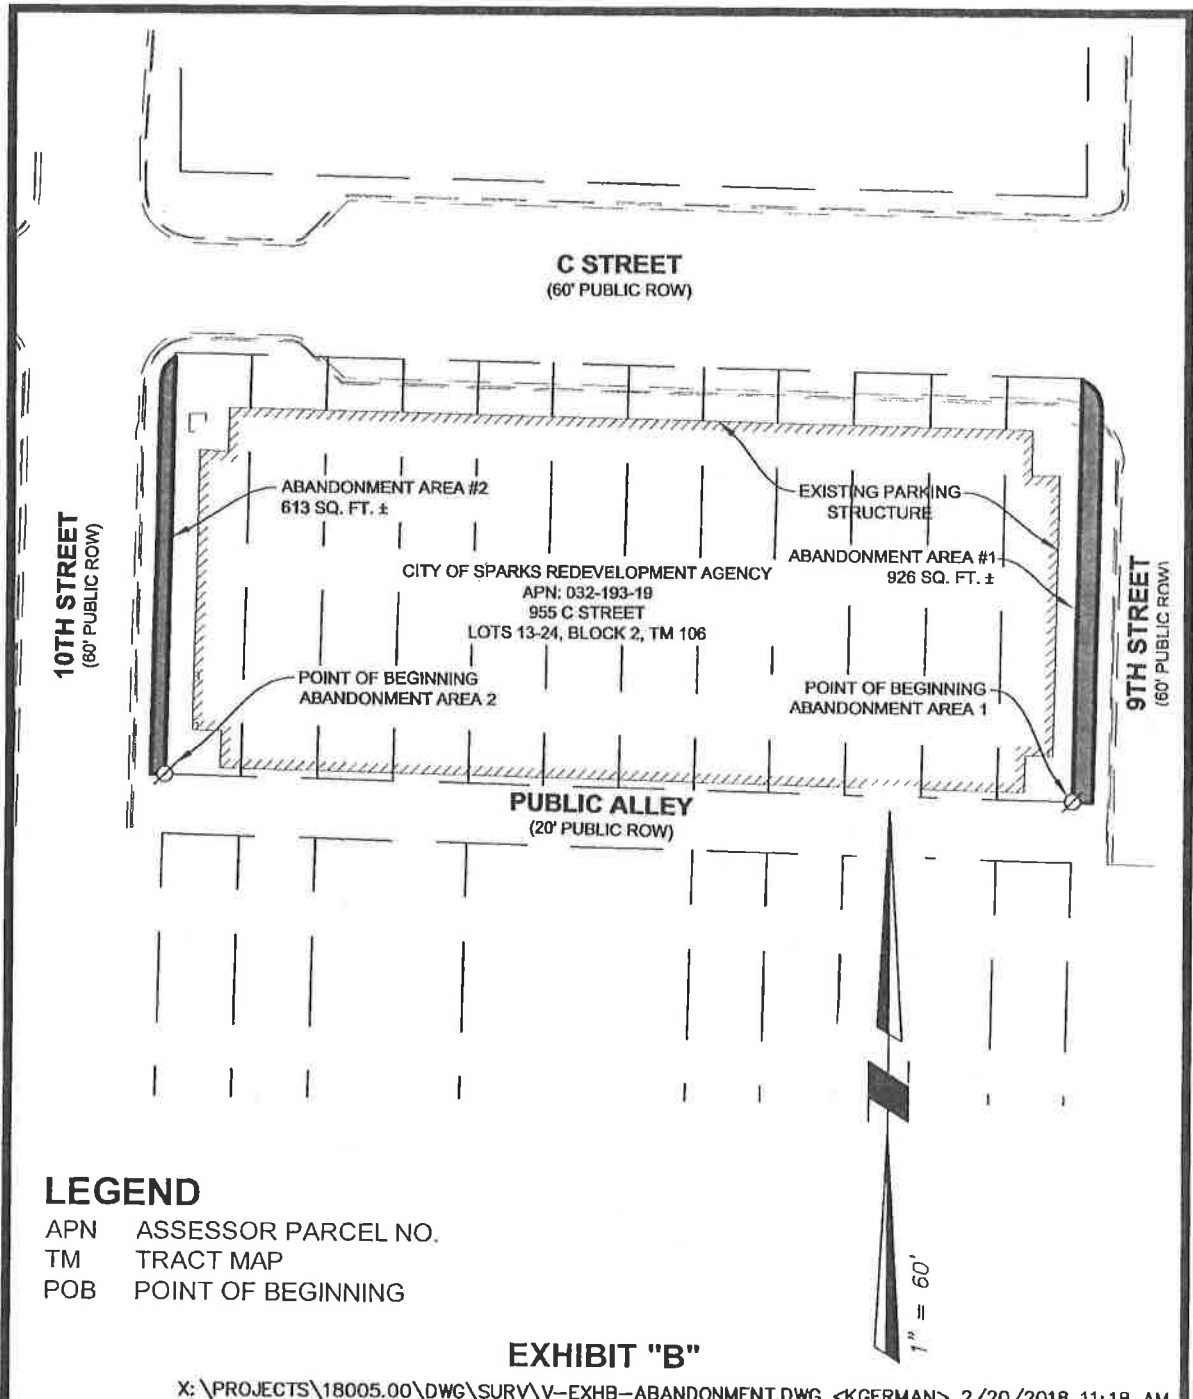 C STREET
(60' PUBLIC ROW)
ABANDONMENT AREA #2
613 SQ. FT. ±
EXISTING PARKING
STRUCTURE
ABANDONMENT AREA #1
926 SQ. FT. ±
10TH STREET
(60' PUBLIC ROW)
CITY OF SPARKS REDEVELOPMENT AGENCY
APN: 032-193-19
955 C STREET
LOTS 13-24, BLOCK 2, TM 106
9TH STREET
(60' PUBLIC ROW)
POINT OF BEGINNING
ABANDONMENT AREA 2
POINT OF BEGINNING
ABANDONMENT AREA 1
PUBLIC ALLEY
(20' PUBLIC ROW)
LEGEND
APN ASSESSOR PARCEL NO.
TM TRACT MAP
POB POINT OF BEGINNING
1" = 60'
EXHIBIT "B"
X:\PROJECTS\18005.00\DWG\SURV\V-EXHB-ABANDONMENT.DWG <KGERMAN> 2/20/2018 11:18 AM